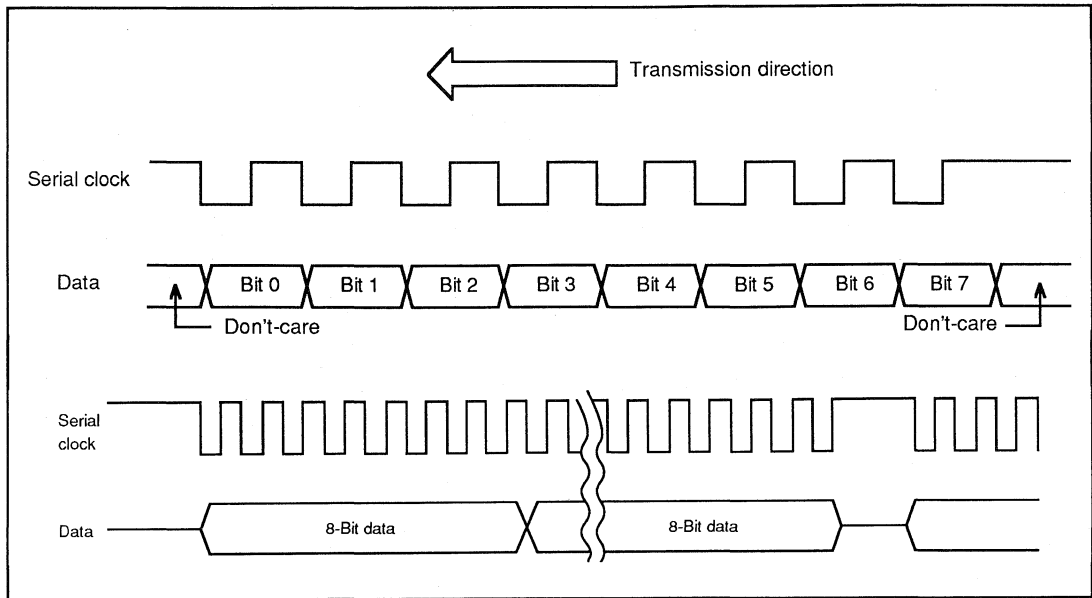 Transmission direction
Serial clock
Data
Bit 0 Bit 1 Bit 2 Bit 3 Bit 4 Bit 5 Bit 6 Bit 7
Don't-care Don't-care
Serial
clock
Data
8-Bit data 8-Bit data